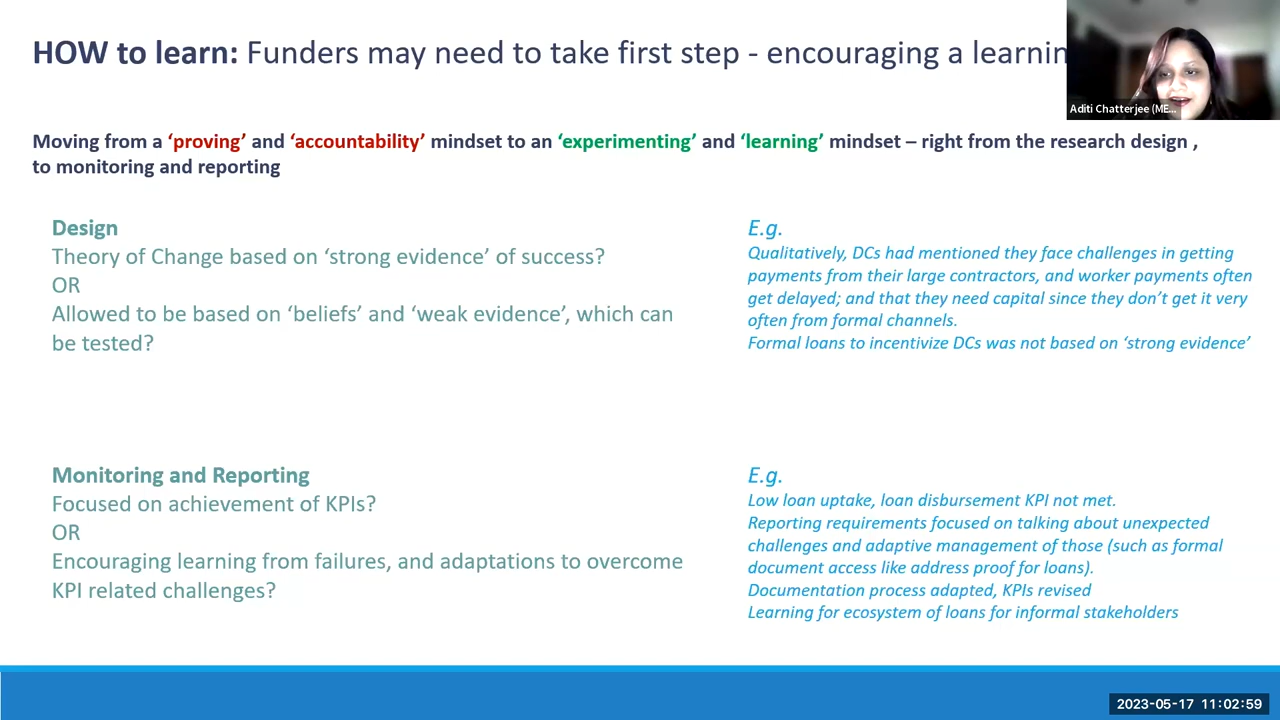 HOW to learn: Funders may need to take first step - encouraging a learnin
Aditi Chatterjee (ME...
Moving from a ‘proving’ and ‘accountability’ mindset to an ‘experimenting’ and ‘learning’ mindset – right from the research design ,
to monitoring and reporting
Design
Theory of Change based on ‘strong evidence’ of success?
OR
Allowed to be based on ‘beliefs’ and ‘weak evidence’, which can
be tested?
E.g.
Qualitatively, DCs had mentioned they face challenges in getting
payments from their large contractors, and worker payments often
get delayed; and that they need capital since they don’t get it very
often from formal channels.
Formal loans to incentivize DCs was not based on ‘strong evidence’
Monitoring and Reporting
Focused on achievement of KPIs?
OR
Encouraging learning from failures, and adaptations to overcome
KPI related challenges?
E.g.
Low loan uptake, loan disbursement KPI not met.
Reporting requirements focused on talking about unexpected
challenges and adaptive management of those (such as formal
document access like address proof for loans).
Documentation process adapted, KPIs revised
Learning for ecosystem of loans for informal stakeholders
2023-05-17 11:02:59